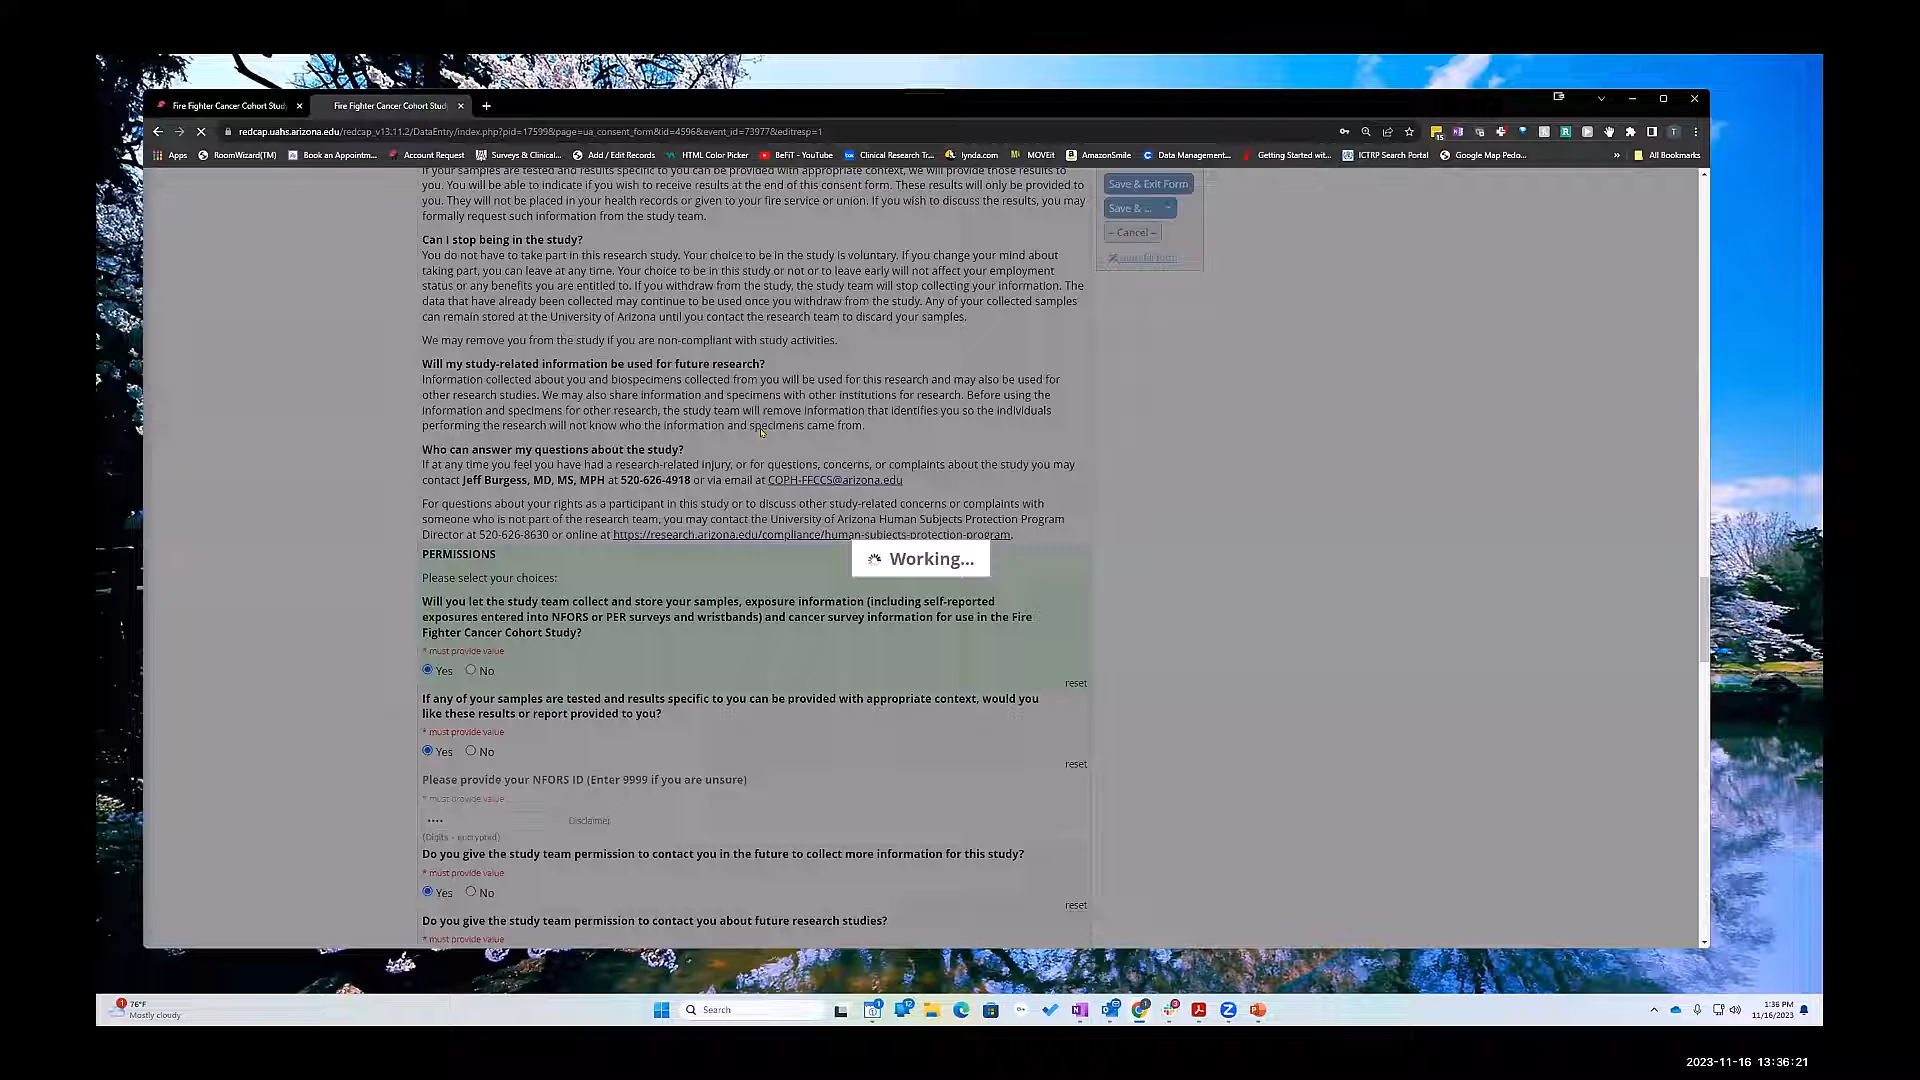 Fire Fighter Cancer Cohort Stud
Fire Fighter Cancer Cohort Stud
redcap.uahs.arizona.edu/redcap_v13.11.2/DataEntry/index.php?pid=17599&page=ua_consent_form&id=4596&event_id=73977&editresp=1
Apps RoomWizard(TM) Book an Appointm... Account Request Surveys & Clinical... Add / Edit Records HTML Color Picker BeFiT - YouTube Clinical Research Tr... lynda.com MOVEit AmazonSmile Data Management... Getting Started wit... ICTRP Search Portal Google Map Pedo... » All Bookmarks
If your samples are tested and results specific to you can be provided with appropriate context, we will provide those results to
you. You will be able to indicate if you wish to receive results at the end of this consent form. These results will only be provided to
you. They will not be placed in your health records or given to your fire service or union. If you wish to discuss the results, you may
formally request such information from the study team.
Save & Exit Form
Save & ...
-- Cancel --
Can I stop being in the study?
You do not have to take part in this research study. Your choice to be in the study is voluntary. If you change your mind about
taking part, you can leave at any time. Your choice to be in this study or not or to leave early will not affect your employment
status or any benefits you are entitled to. If you withdraw from the study, the study team will stop collecting your information. The
data that have already been collected may continue to be used once you withdraw from the study. Any of your collected samples
can remain stored at the University of Arizona until you contact the research team to discard your samples.
We may remove you from the study if you are non-compliant with study activities.
Will my study-related information be used for future research?
Information collected about you and biospecimens collected from you will be used for this research and may also be used for
other research studies. We may also share information and specimens with other institutions for research. Before using the
information and specimens for other research, the study team will remove information that identifies you so the individuals
performing the research will not know who the information and specimens came from.
Who can answer my questions about the study?
If at any time you feel you have had a research-related injury, or for questions, concerns, or complaints about the study you may
contact Jeff Burgess, MD, MS, MPH at 520-626-4918 or via email at COPH-FFCCS@arizona.edu
For questions about your rights as a participant in this study or to discuss other study-related concerns or complaints with
someone who is not part of the research team, you may contact the University of Arizona Human Subjects Protection Program
Director at 520-626-8630 or online at https://research.arizona.edu/compliance/human-subjects-protection-program.
PERMISSIONS
Working...
Please select your choices:
Will you let the study team collect and store your samples, exposure information (including self-reported
exposures entered into NFORS or PER surveys and wristbands) and cancer survey information for use in the Fire
Fighter Cancer Cohort Study?
* must provide value
Yes No
reset
If any of your samples are tested and results specific to you can be provided with appropriate context, would you
like these results or report provided to you?
* must provide value
Yes No
reset
Please provide your NFORS ID (Enter 9999 if you are unsure)
* must provide value
•••• Disclaimer
(Digits - encrypted)
Do you give the study team permission to contact you in the future to collect more information for this study?
* must provide value
Yes No
reset
Do you give the study team permission to contact you about future research studies?
* must provide value
76°F
Mostly cloudy
Search
1:36 PM
11/16/2023
2023-11-16 13:36:21